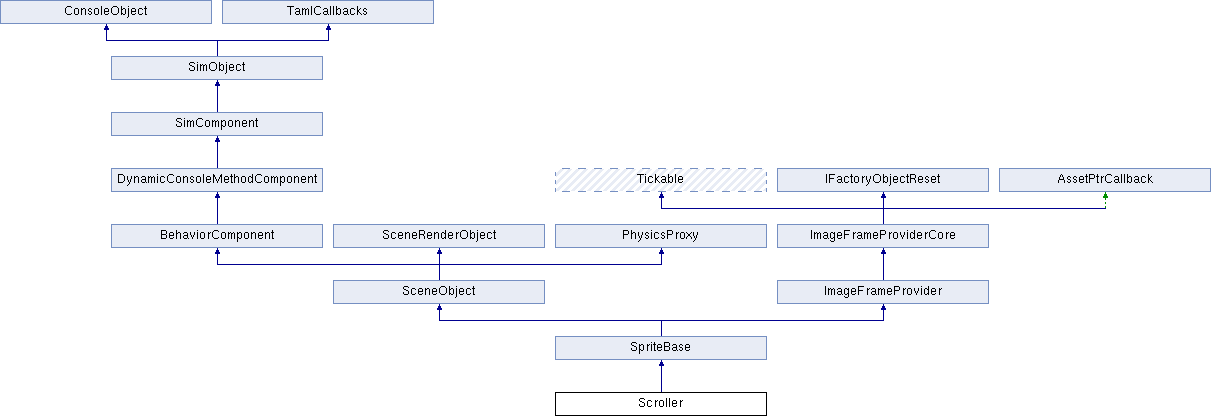 ConsoleObject
TamlCallbacks
SimObject
SimComponent
DynamicConsoleMethodComponent
Tickable
IFactoryObjectReset
AssetPtrCallback
BehaviorComponent
SceneRenderObject
PhysicsProxy
ImageFrameProviderCore
SceneObject
ImageFrameProvider
SpriteBase
Scroller